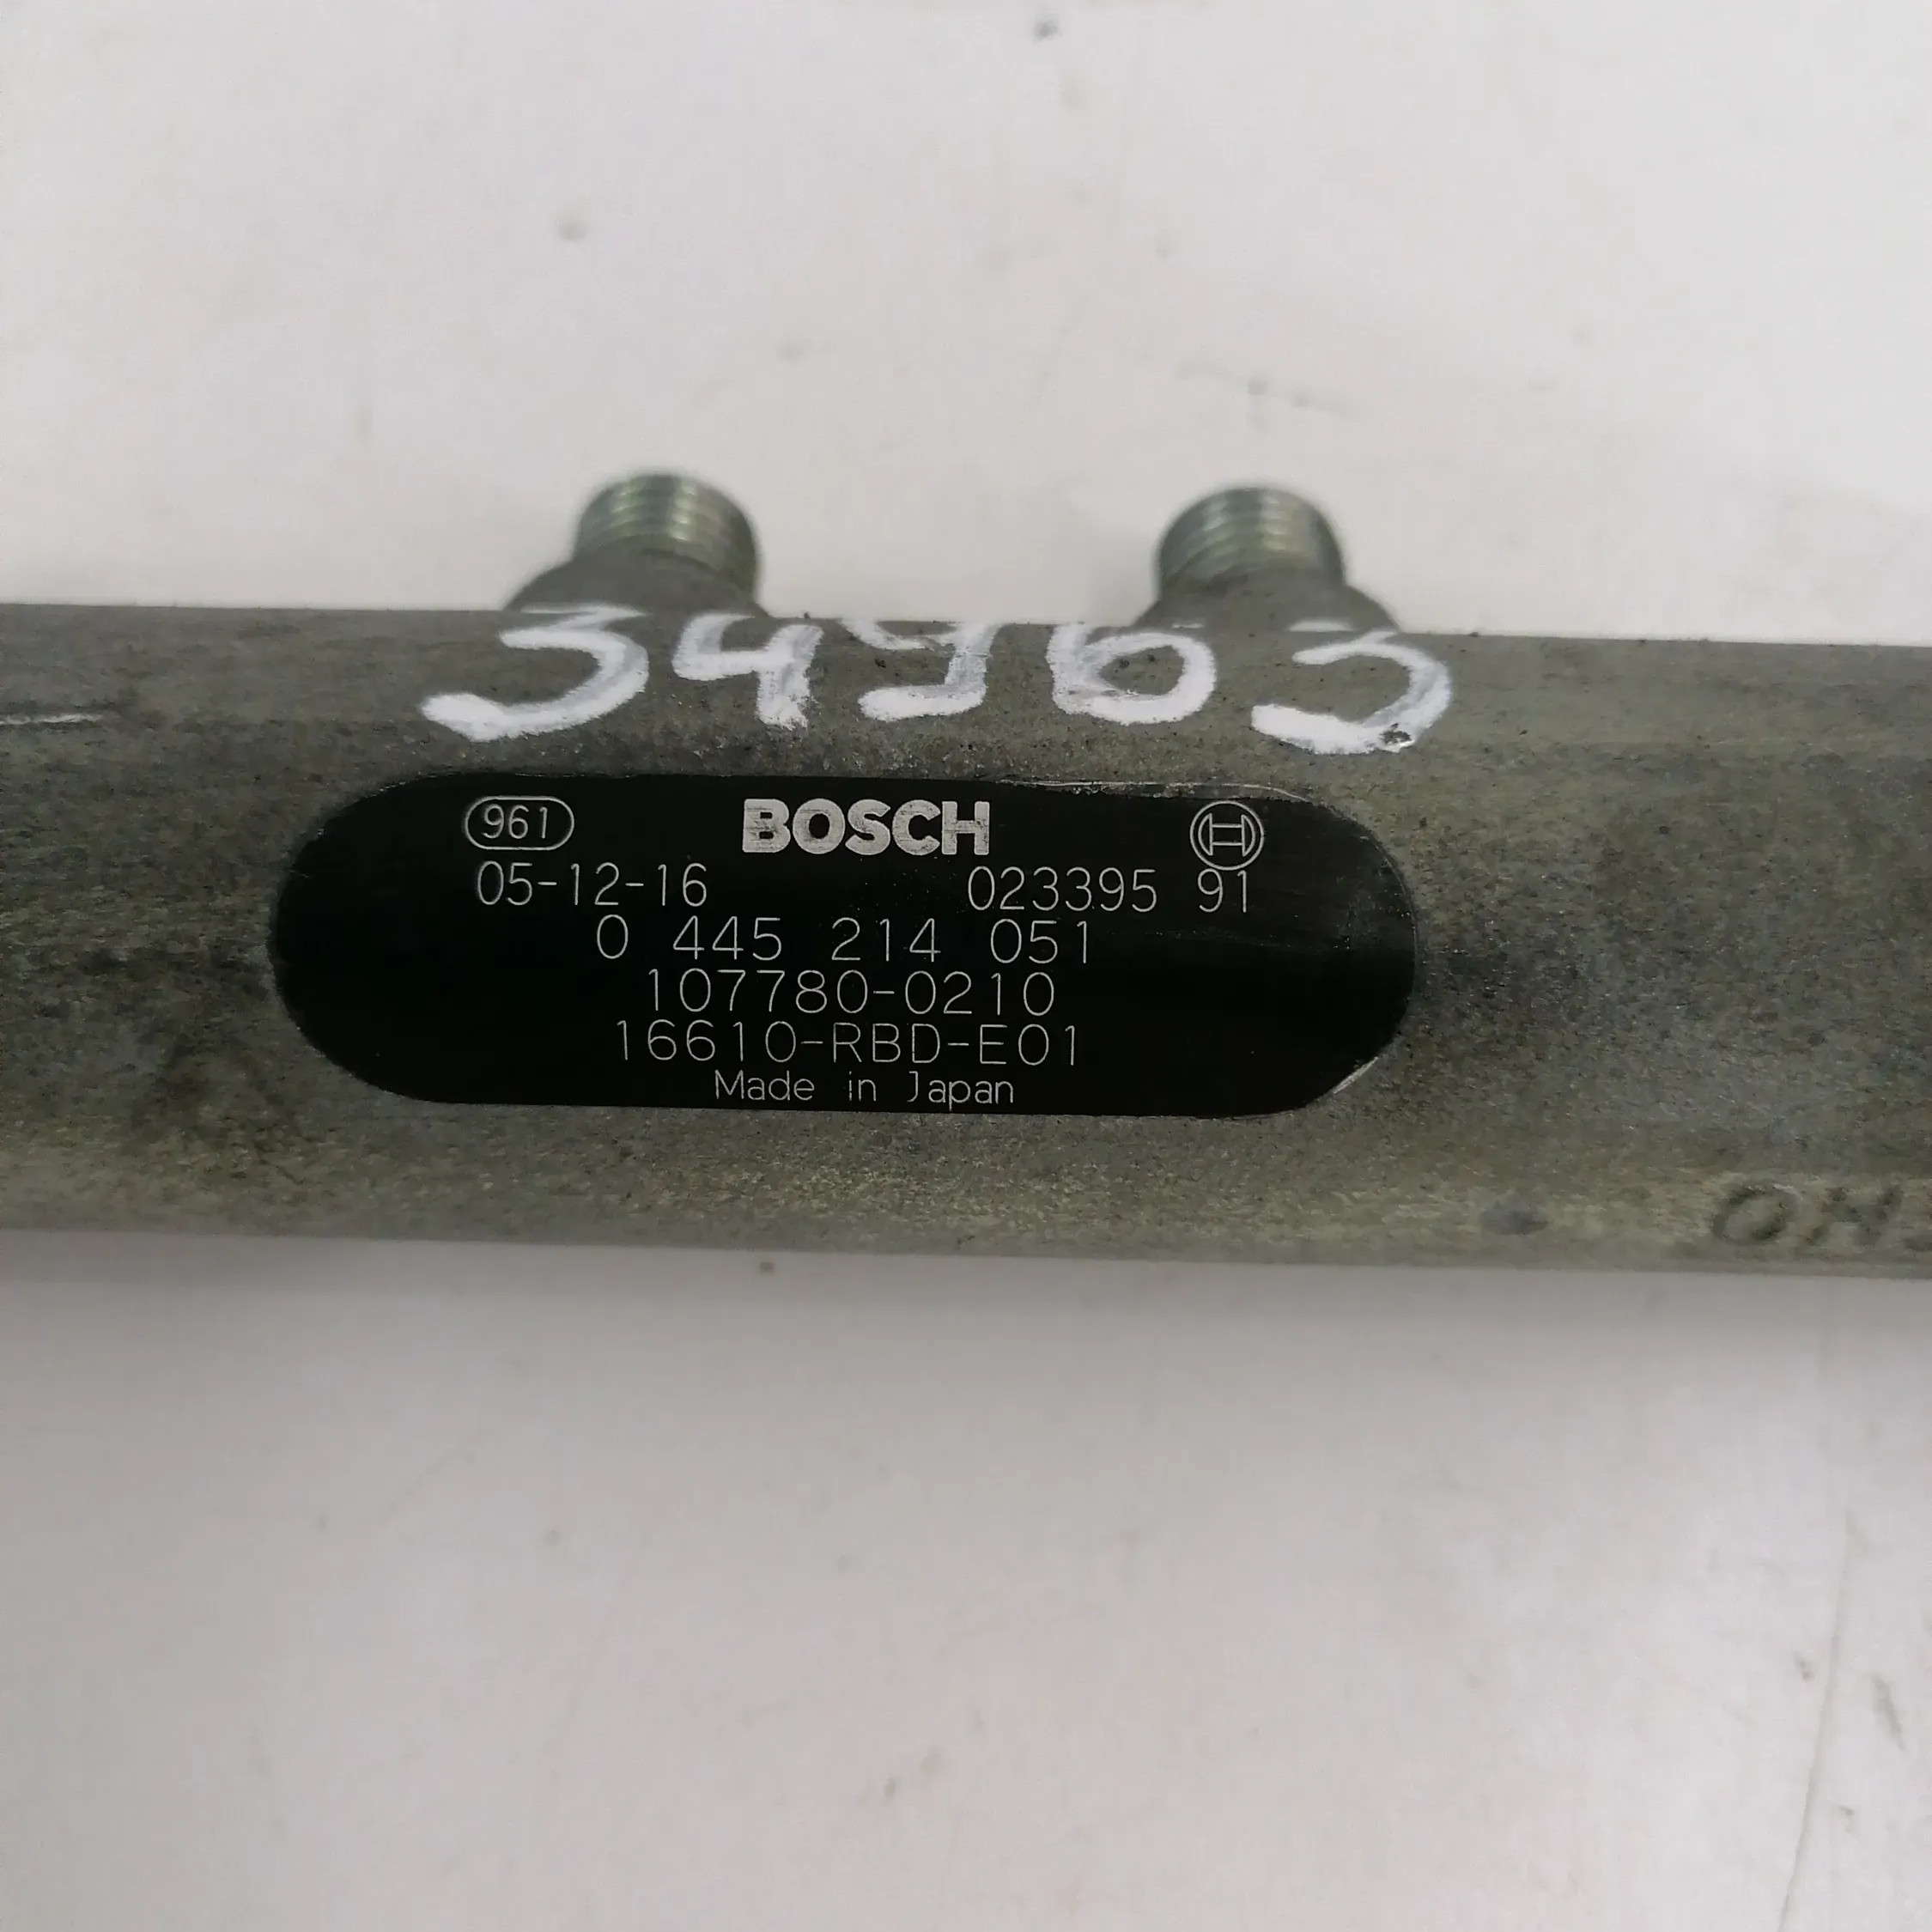 34963
961 BOSCH
05-12-16 023395 91
0 445 214 051
107780-0210
16610-RBD-E01
Made in Japan